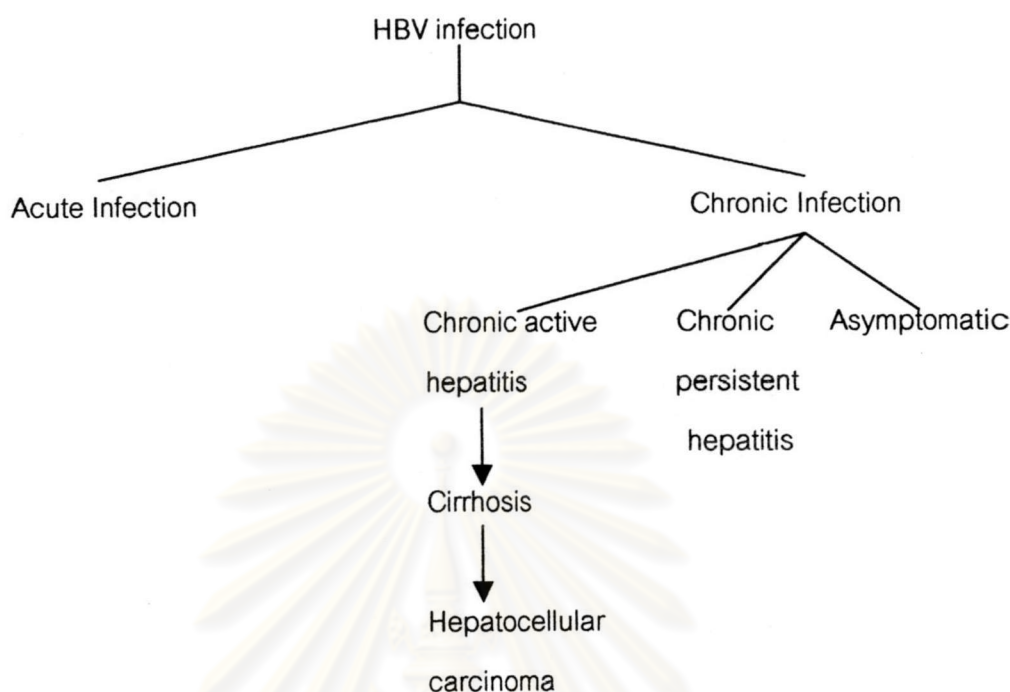 HBV infection
Acute Infection
Chronic Infection
Chronic active
hepatitis
Chronic
persistent
hepatitis
Asymptomatic
Cirrhosis
Hepatocellular
carcinoma